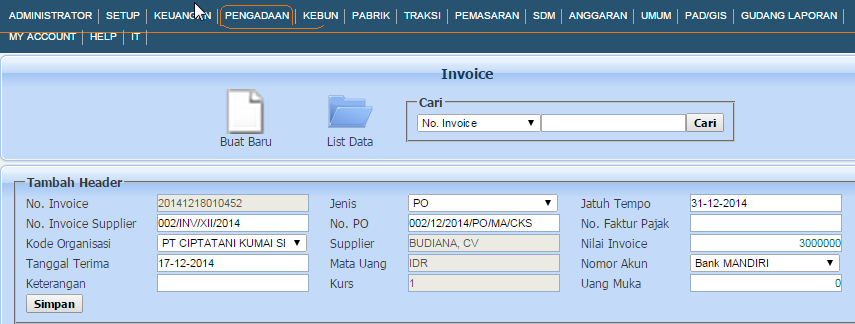 ADMINISTRATOR SETUP KEUANGAN PENGADAAN KEBUN PABRIK TRAKSI PEMASARAN SDM ANGGARAN UMUM PAD/GIS GUDANG LAPORAN
MY ACCOUNT HELP IT
Invoice
Buat Baru
List Data
Cari
No. Invoice Cari
Tambah Header
No. Invoice 20141218010452 Jenis PO Jatuh Tempo 31-12-2014
No. Invoice Supplier 002/INV/XII/2014 No. PO 002/12/2014/PO/MA/CKS No. Faktur Pajak
Kode Organisasi PT CIPTATANI KUMAI SE Supplier BUDIANA, CV Nilai Invoice 3000000
Tanggal Terima 17-12-2014 Mata Uang IDR Nomor Akun Bank MANDIRI
Keterangan Kurs 1 Uang Muka 0
Simpan